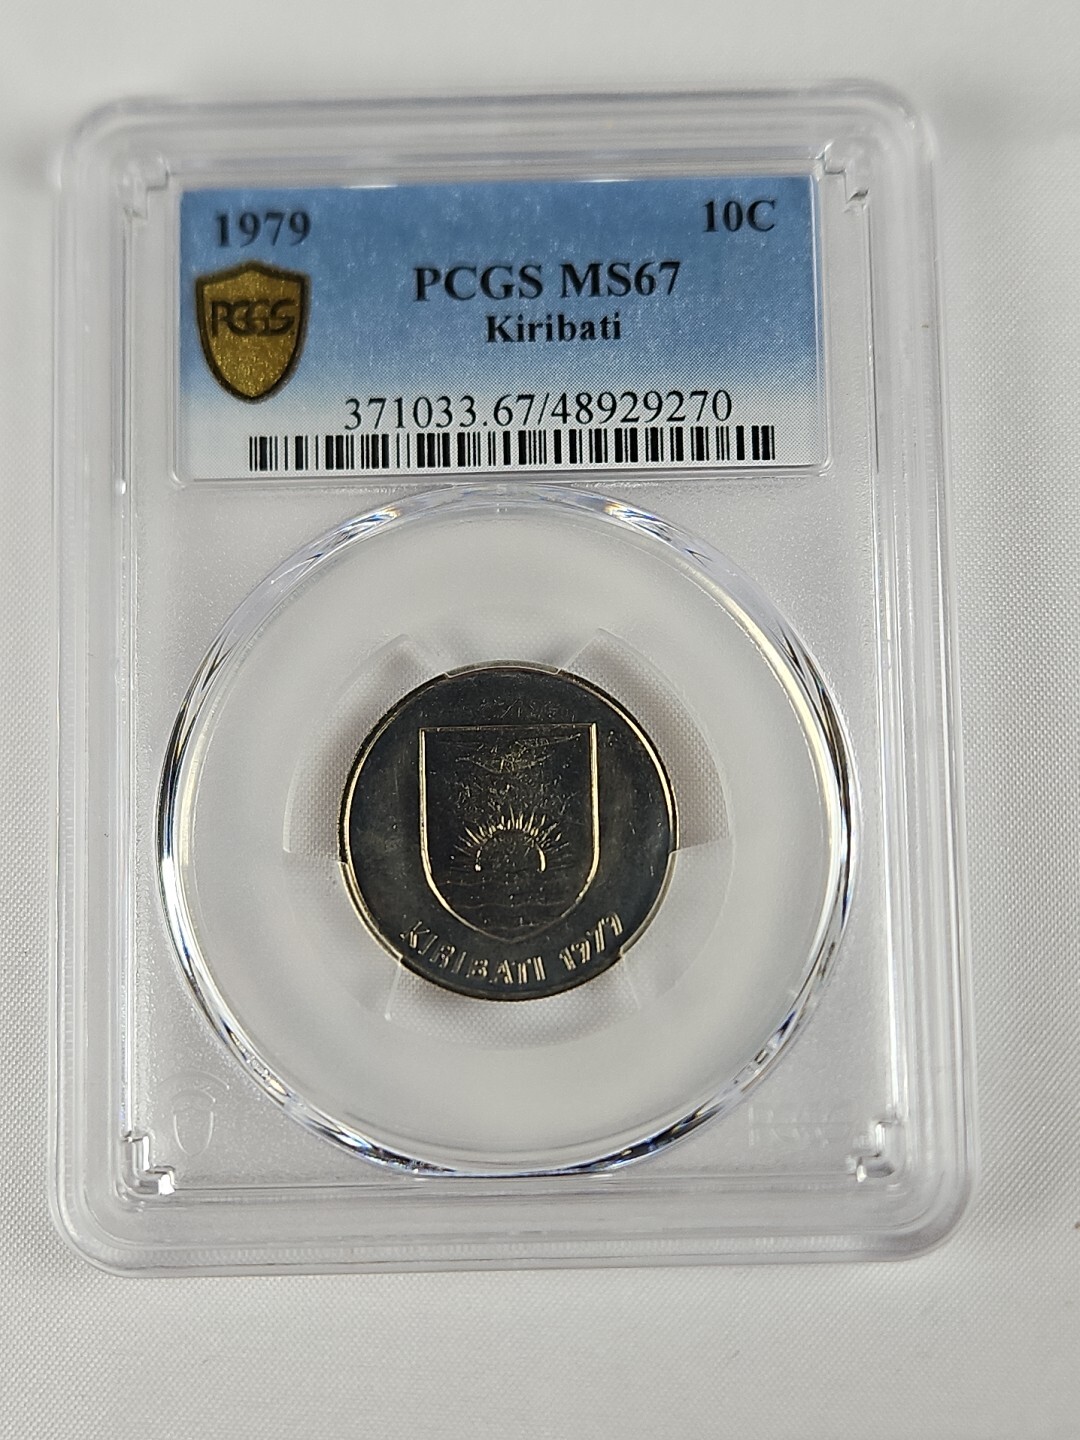 1979 10C
PCGS MS67
PCGS
Kiribati
371033.67/48929270
KIRIBATI 1979